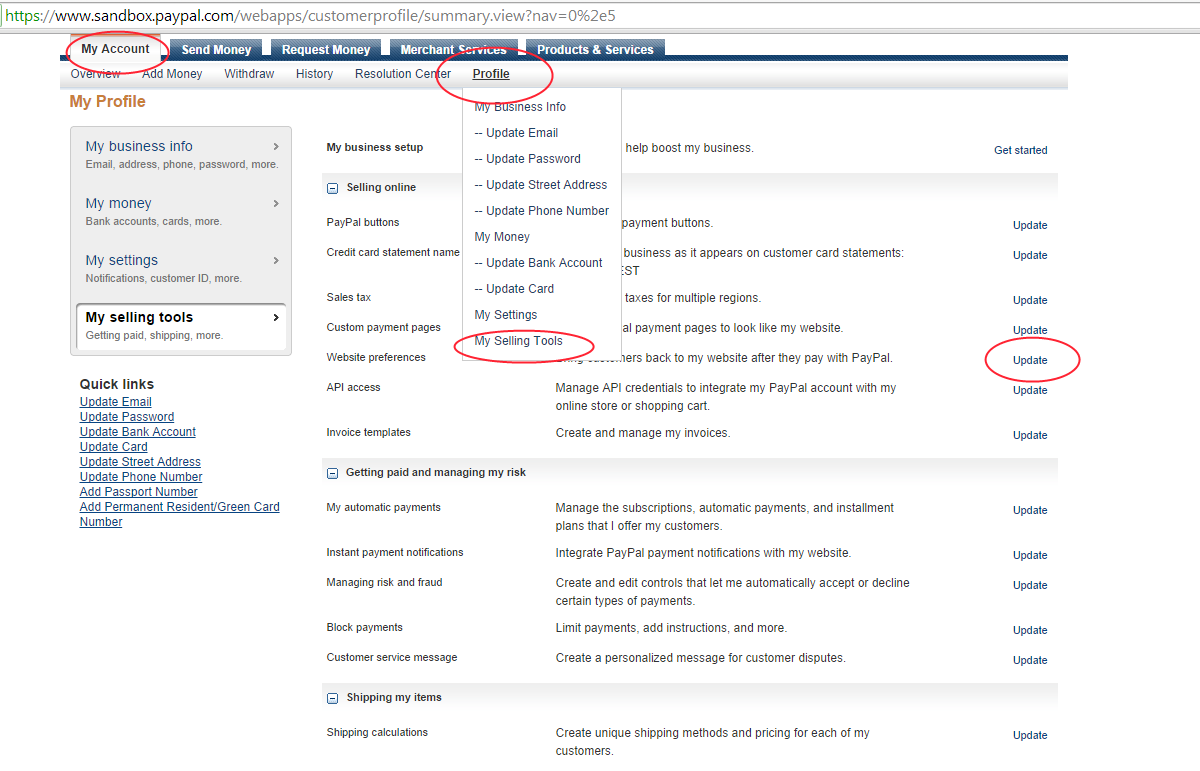 https://www.sandbox.paypal.com/webapps/customerprofile/summary.view?nav=0%2e5
My Account Send Money Request Money Merchant Services Products & Services
Overview Add Money Withdraw History Resolution Center Profile
My Profile
My business info
Email, address, phone, password, more.
My money
Bank accounts, cards, more.
My settings
Notifications, customer ID, more.
My selling tools
Getting paid, shipping, more.
Quick links
Update Email
Update Password
Update Bank Account
Update Card
Update Street Address
Update Phone Number
Add Passport Number
Add Permanent Resident/Green Card
Number
My Business Info
-- Update Email
-- Update Password
-- Update Street Address
-- Update Phone Number
My Money
-- Update Bank Account
-- Update Card
My Settings
My Selling Tools
My business setup help boost my business. Get started
Selling online
PayPal buttons payment buttons. Update
Credit card statement name business as it appears on customer card statements: Update
EST
Sales tax taxes for multiple regions. Update
Custom payment pages al payment pages to look like my website. Update
Website preferences customers back to my website after they pay with PayPal. Update
API access Manage API credentials to integrate my PayPal account with my Update
online store or shopping cart.
Invoice templates Create and manage my invoices. Update
Getting paid and managing my risk
My automatic payments Manage the subscriptions, automatic payments, and installment Update
plans that I offer my customers.
Instant payment notifications Integrate PayPal payment notifications with my website. Update
Managing risk and fraud Create and edit controls that let me automatically accept or decline Update
certain types of payments.
Block payments Limit payments, add instructions, and more. Update
Customer service message Create a personalized message for customer disputes. Update
Shipping my items
Shipping calculations Create unique shipping methods and pricing for each of my Update
customers.